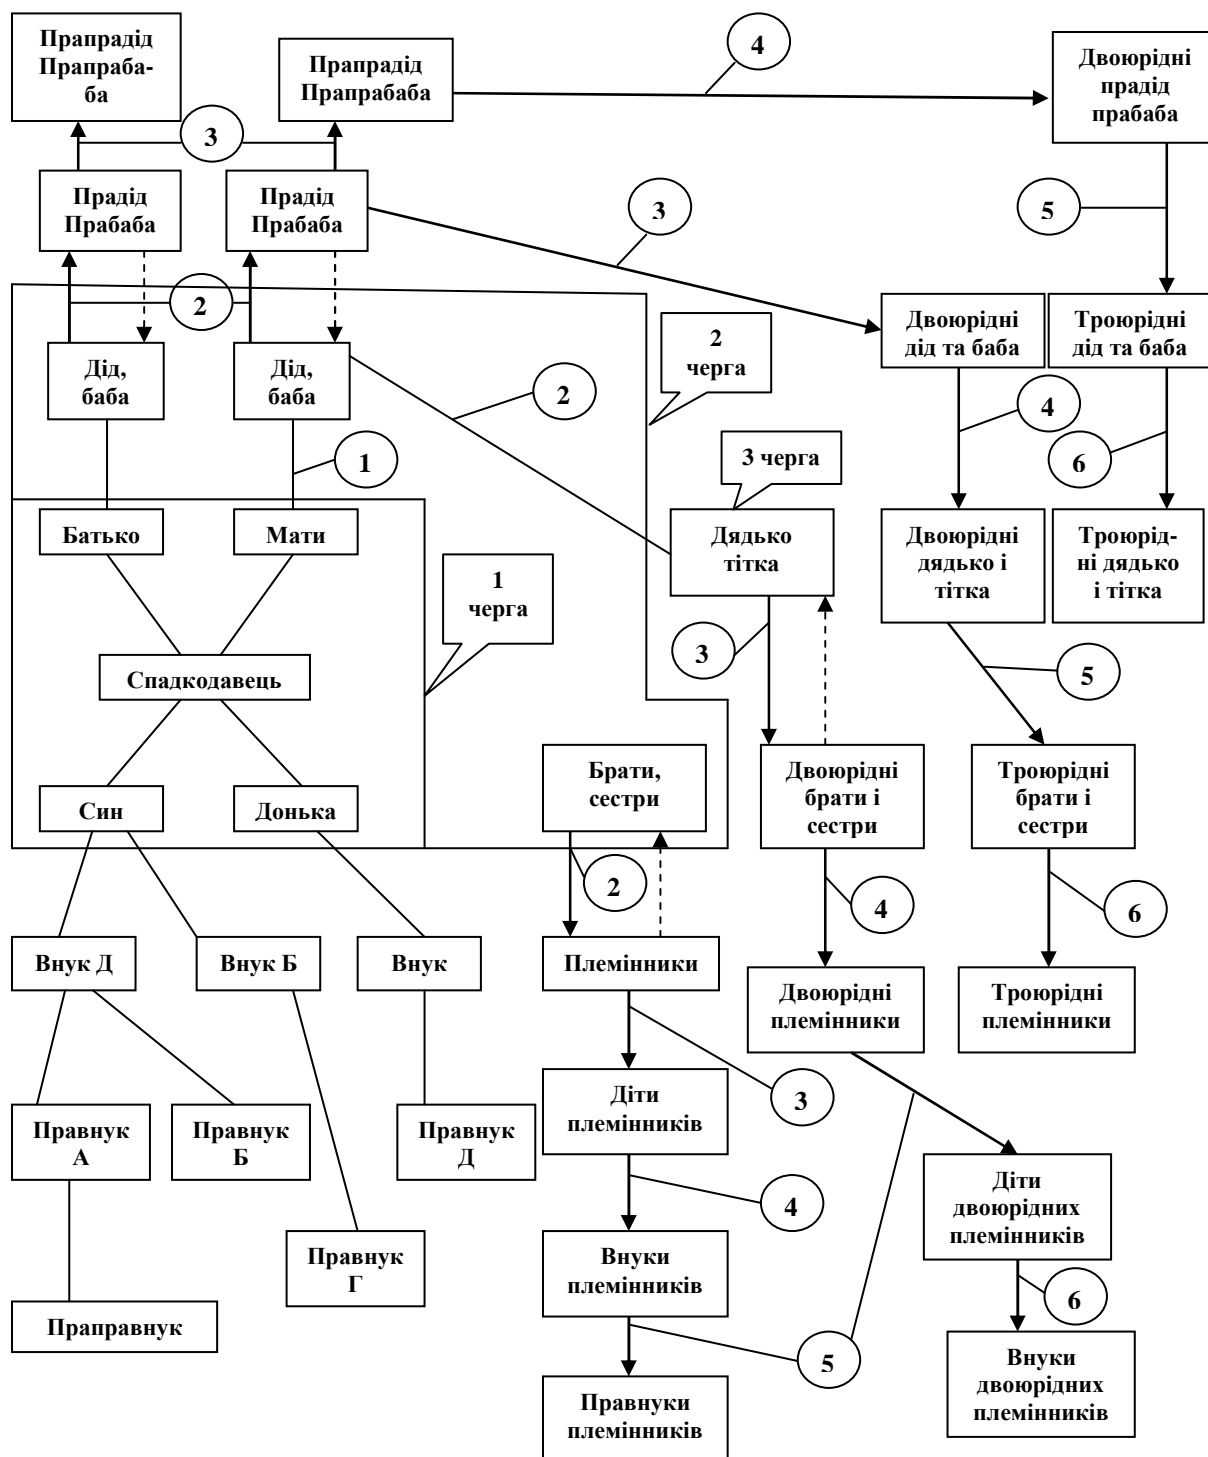 Прапрадід
Прапраба-
ба
Прапрадід
Прапрабаба
4
Двоюрідні
прадід
прабаба
3
Прадід
Прабаба
Прадід
Прабаба
3
5
2
Двоюрідні
дід та баба
Троюрідні
дід та баба
2
черга
Дід,
баба
Дід,
баба
2
4
1
3 черга
6
Батько
Мати
Дядько
тітка
Двоюрідні
дядько і
тітка
Троюрід-
ні дядько
і тітка
1
черга
3
Спадкодавець
5
Син
Донька
Брати,
сестри
Двоюрідні
брати і
сестри
Троюрідні
брати і
сестри
2
4
6
Внук Д
Внук Б
Внук
Племінники
Двоюрідні
племінники
Троюрідні
племінники
3
Правнук
А
Правнук
Б
Правнук
Д
Діти
племінників
4
Діти
двоюрідних
племінників
Правнук
Г
Внуки
племінників
6
Праправнук
5
Внуки
двоюрідних
племінників
Правнуки
племінників